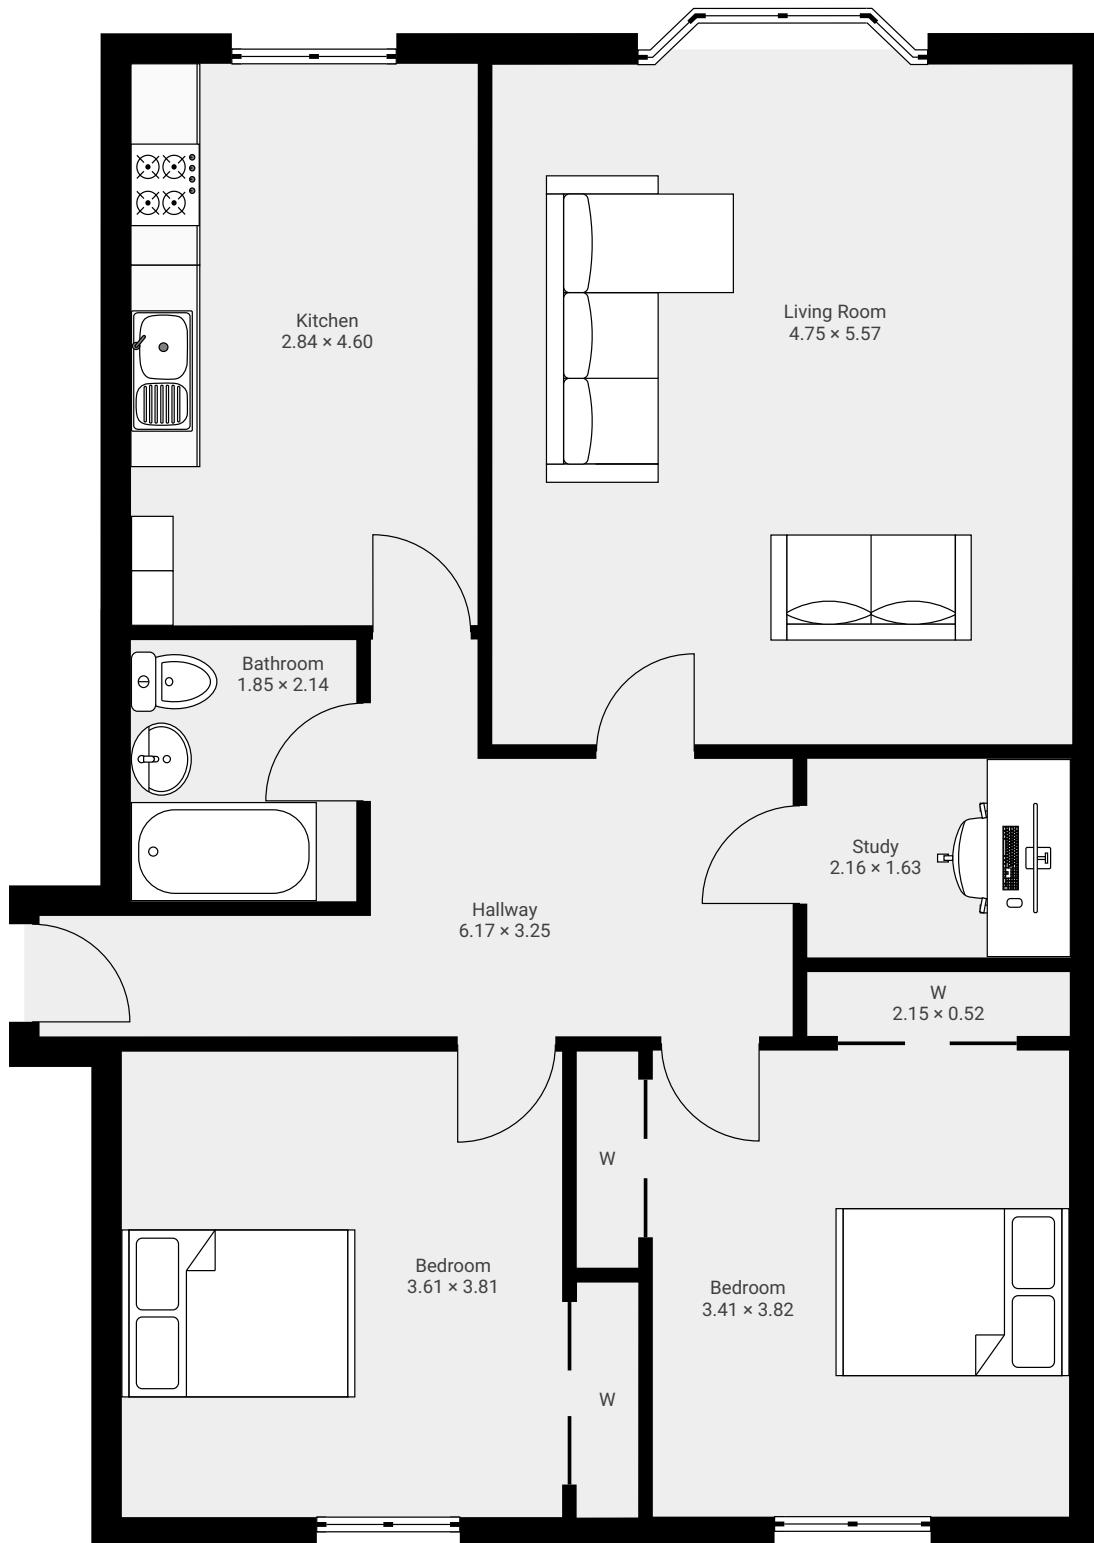 Kitchen
2.84 × 4.60
Living Room
4.75 × 5.57
Bathroom
1.85 × 2.14
Study
2.16 × 1.63
Hallway
6.17 × 3.25
W
2.15 × 0.52
W
Bedroom
3.61 × 3.81
Bedroom
3.41 × 3.82
W